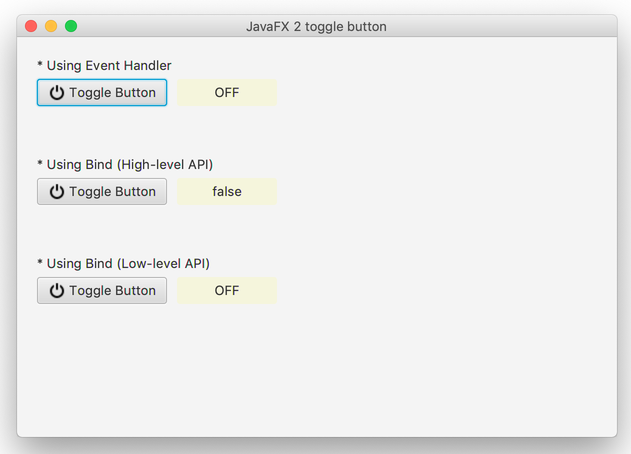 JavaFX 2 toggle button
* Using Event Handler
Toggle Button OFF
* Using Bind (High-level API)
Toggle Button false
* Using Bind (Low-level API)
Toggle Button OFF